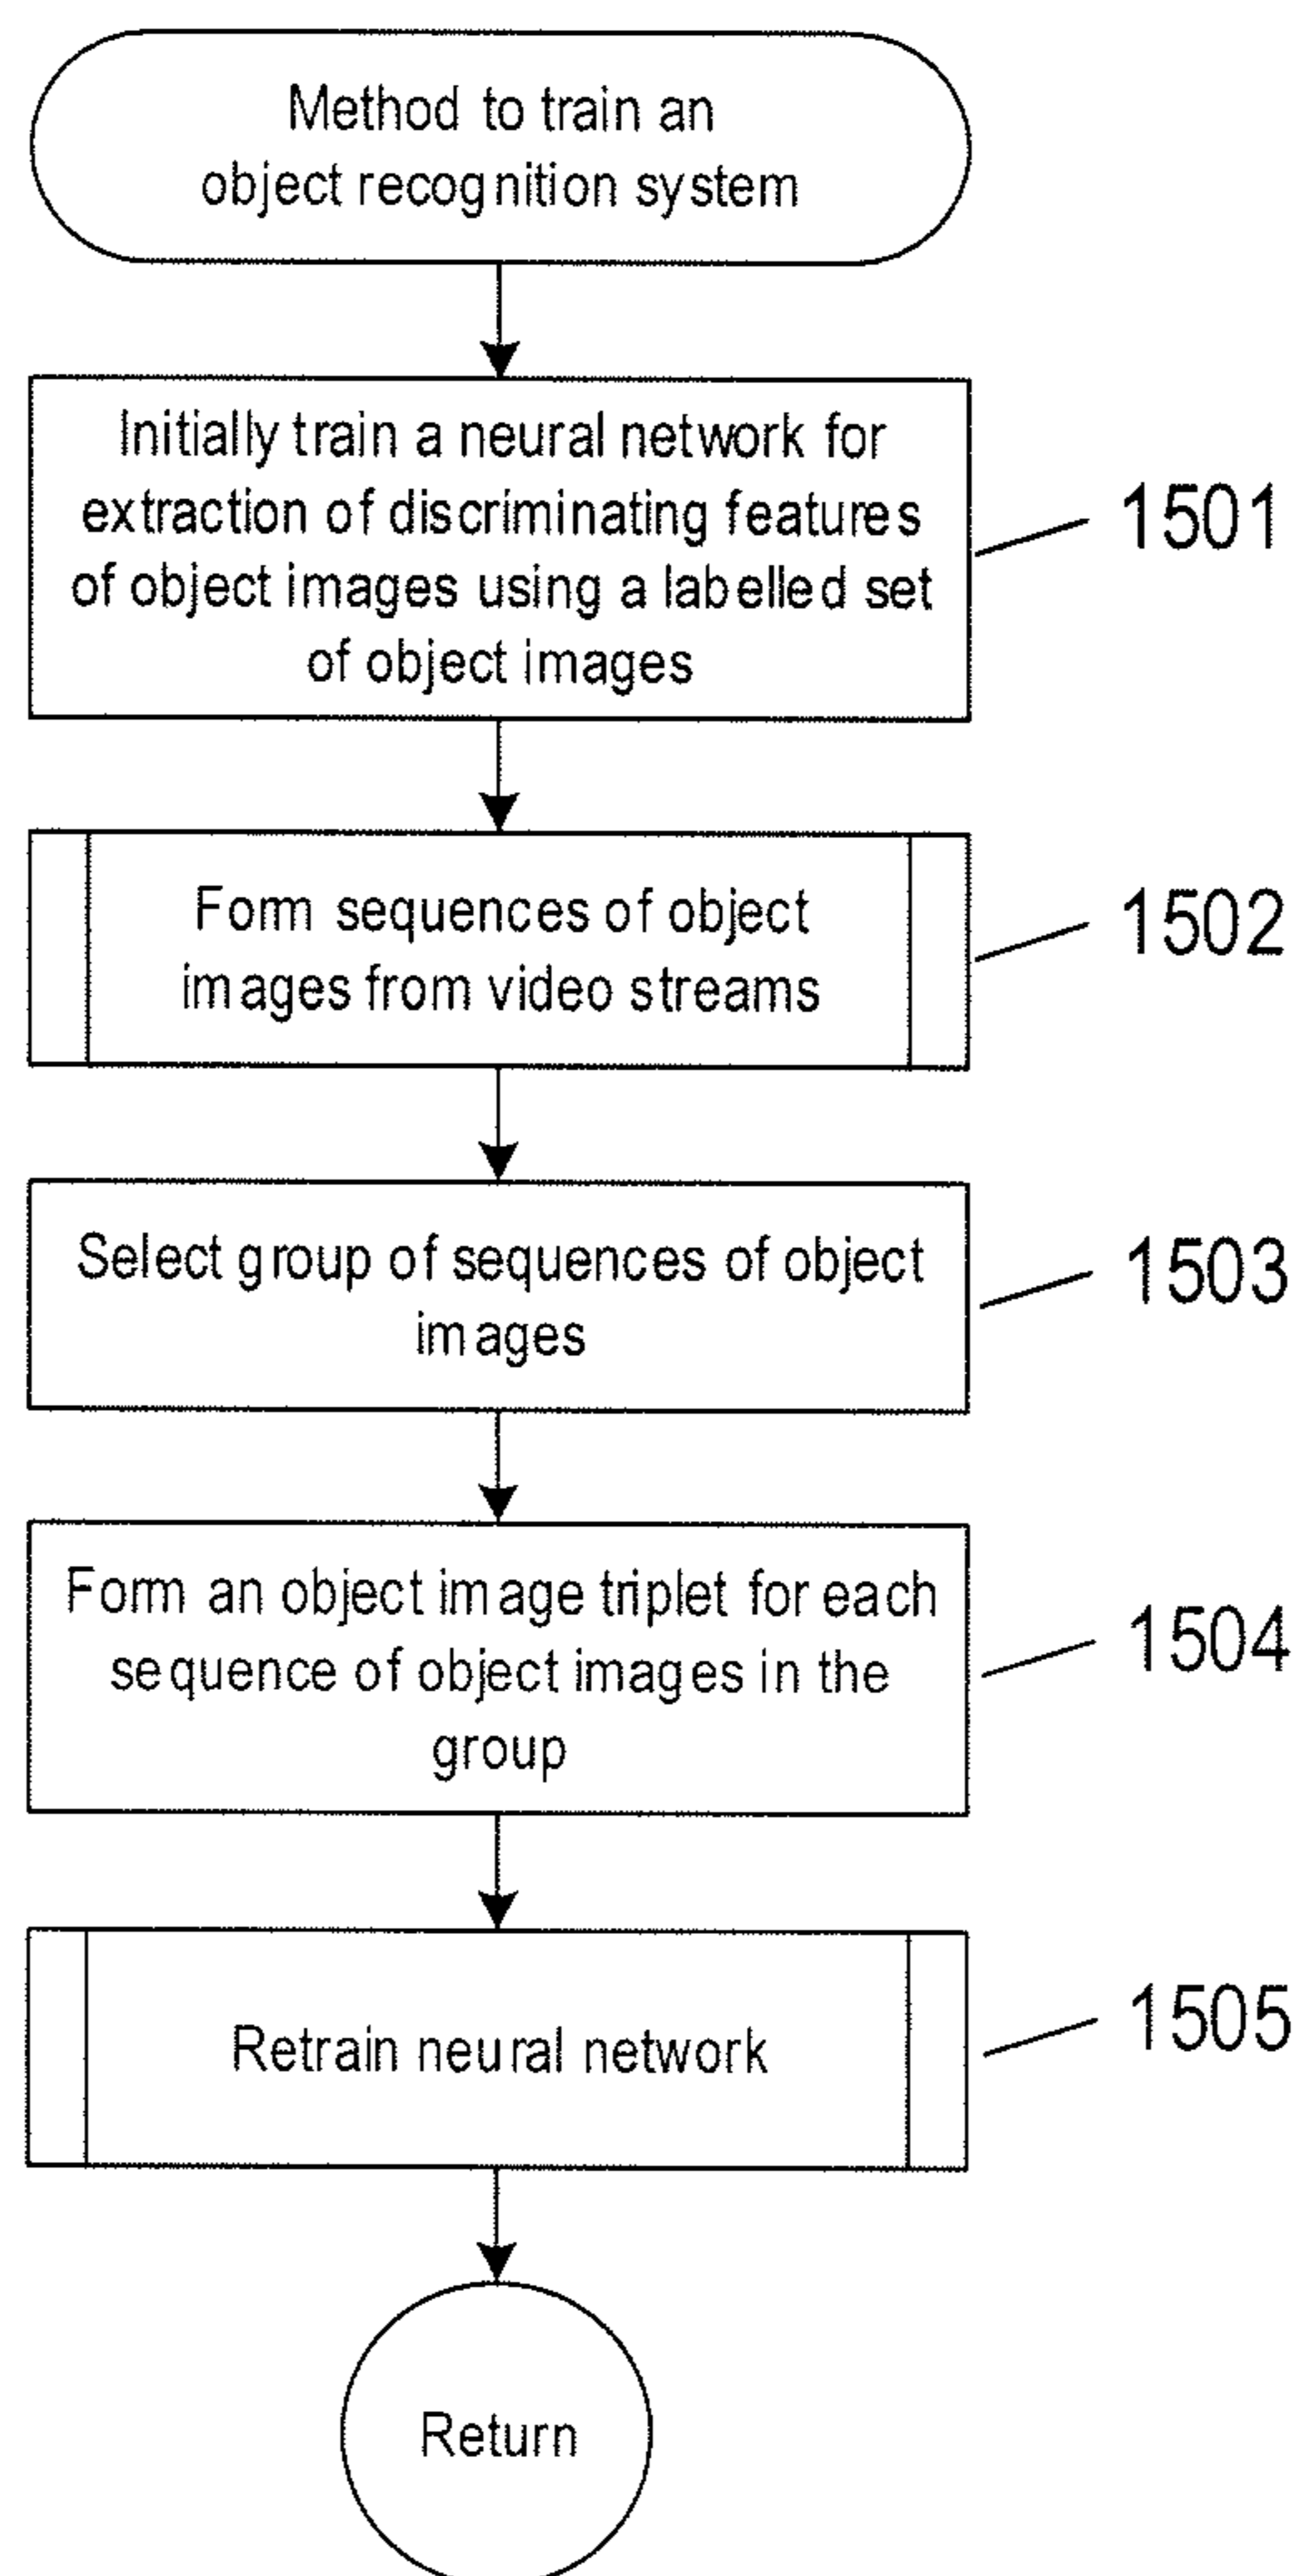 Method to train an
object recognition system
Initially train a neural network for
extraction of discriminating features
of object images using a labelled set
of object images
1501
Form sequences of object
images from video streams
1502
Select group of sequences of object
images
1503
Form an object image triplet for each
sequence of object images in the
group
1504
Retrain neural network
1505
Return